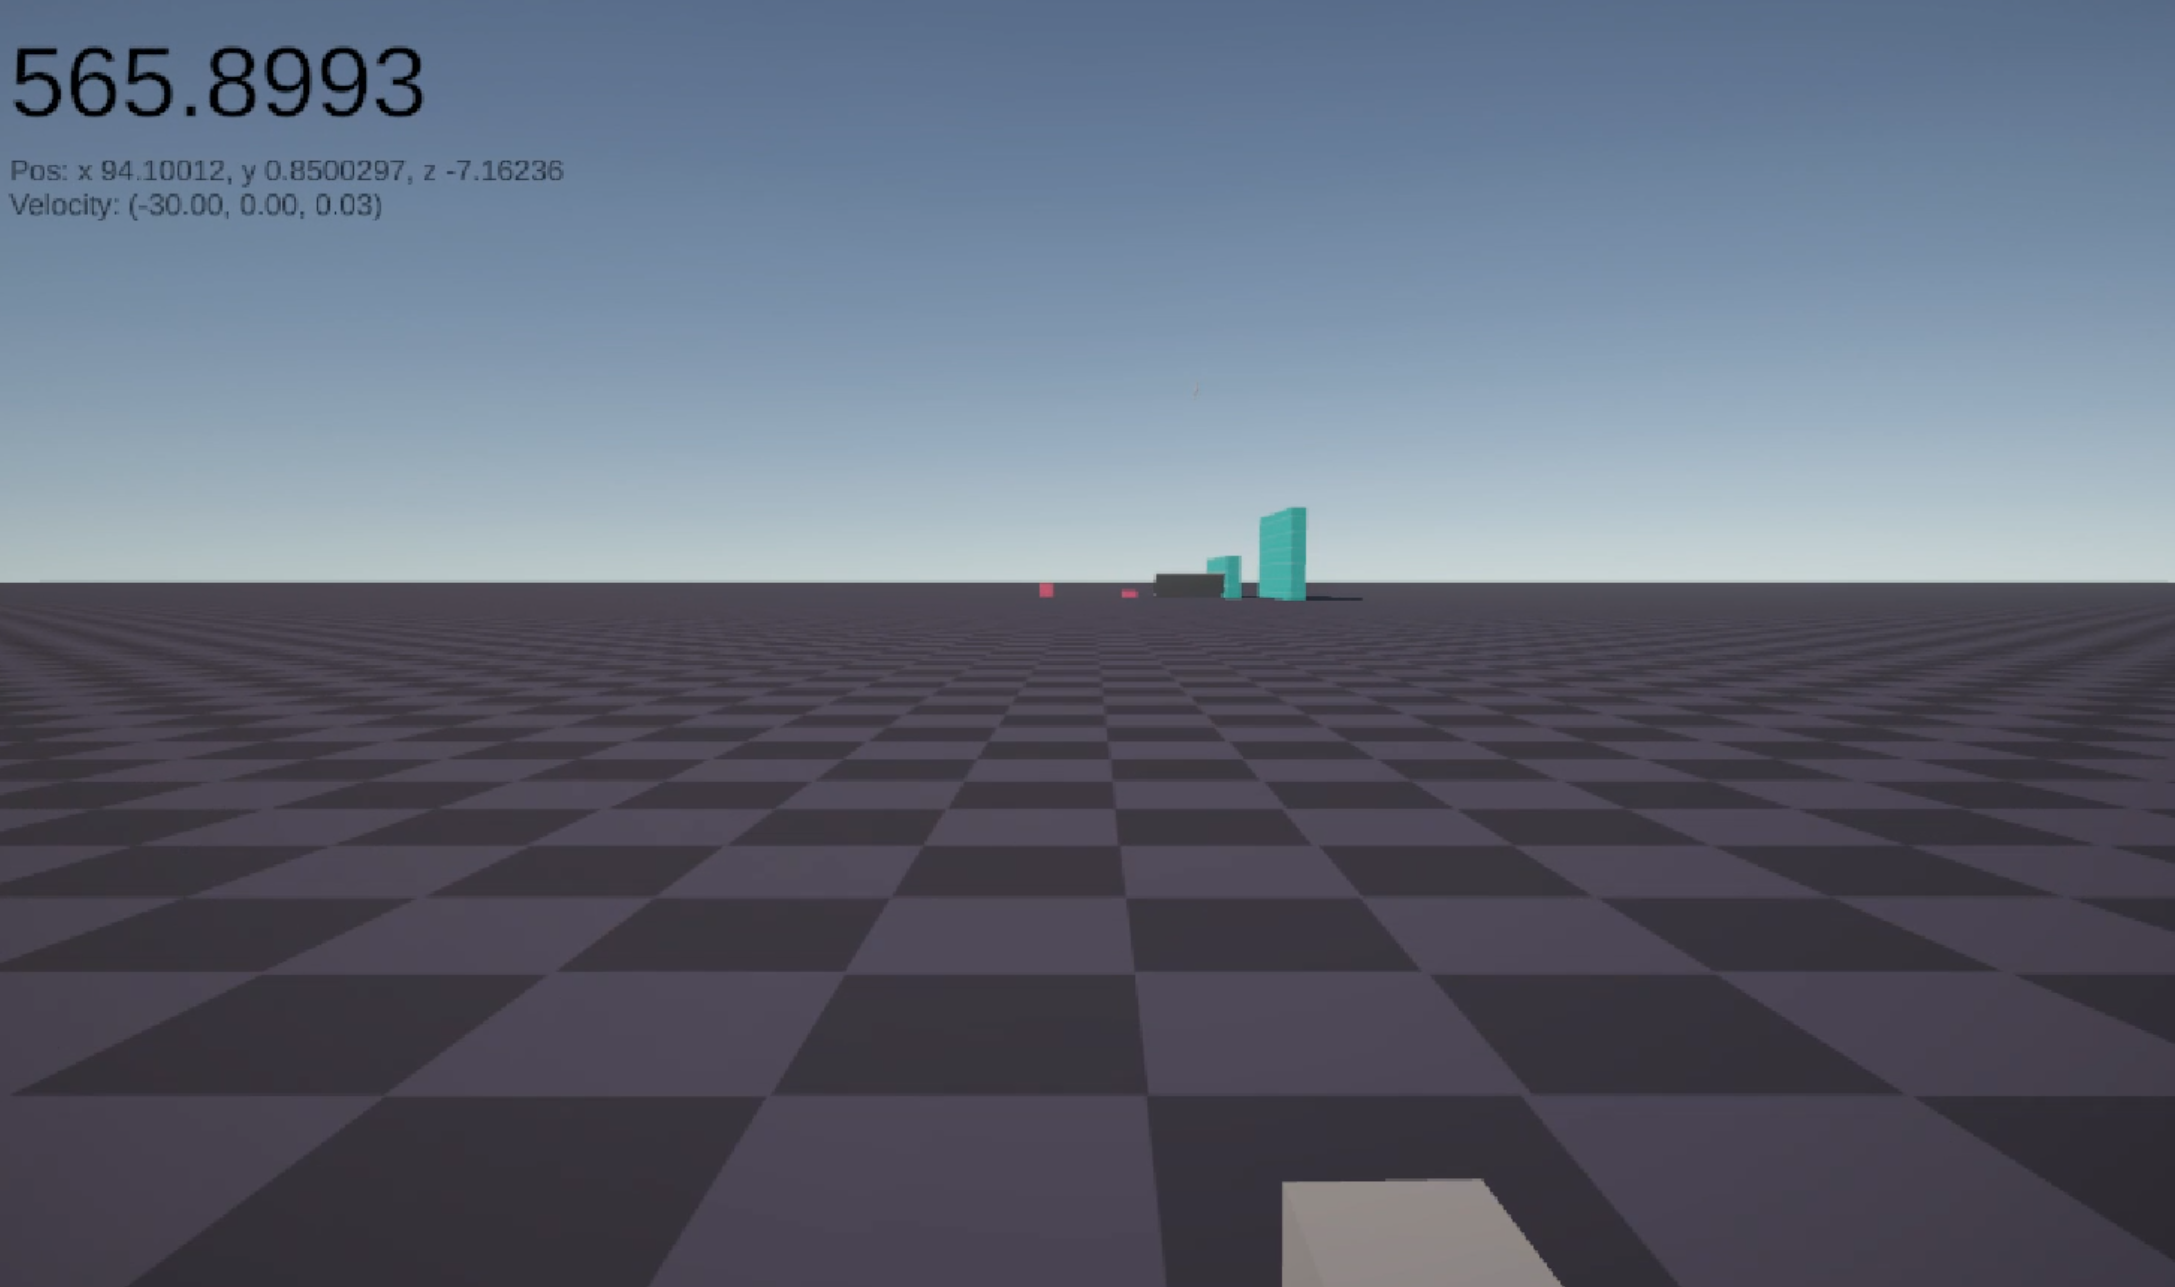 565.8993
Pos: x 94.10012, y 0.8500297, z -7.16236
Velocity: (-30.00, 0.00, 0.03)